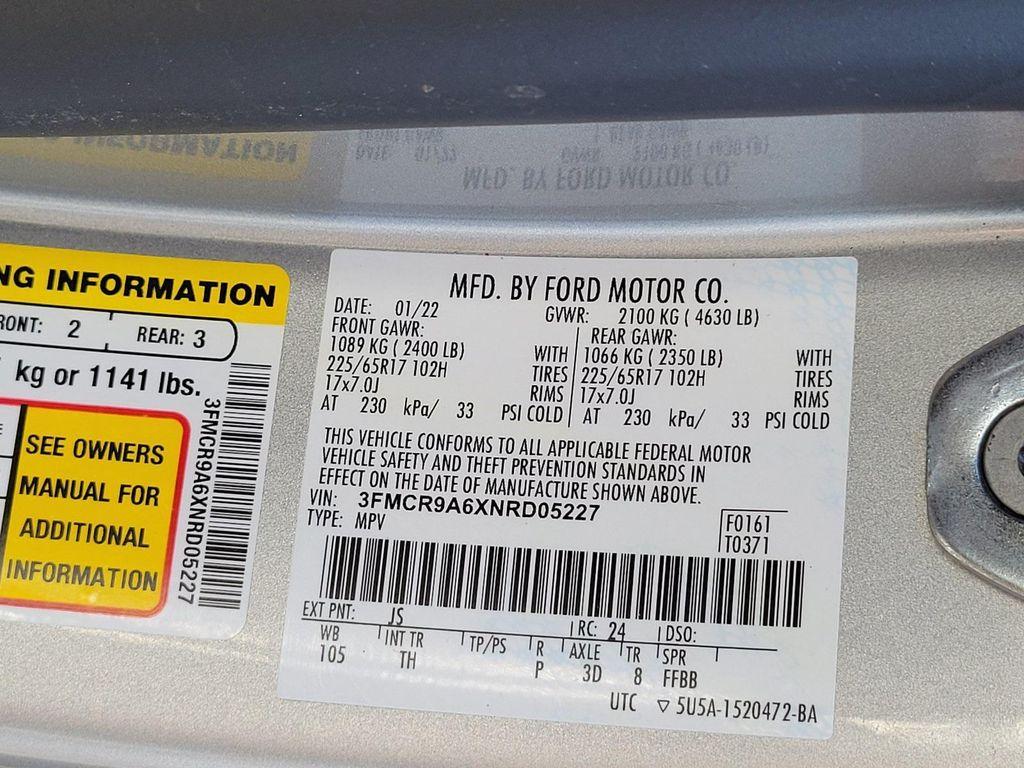 NG INFORMATION
RONT: 2 REAR: 3
kg or 1141 lbs.
SEE OWNERS
MANUAL FOR
ADDITIONAL
INFORMATION
3FMCR9A6XNRD05227
MFD. BY FORD MOTOR CO.
DATE: 01/22 GVWR: 2100 KG ( 4630 LB)
FRONT GAWR: REAR GAWR:
1089 KG ( 2400 LB) WITH 1066 KG ( 2350 LB) WITH
225/65R17 102H TIRES 225/65R17 102H TIRES
17x7.0J RIMS 17x7.0J RIMS
AT 230 kPa/ 33 PSI COLD AT 230 kPa/ 33 PSI COLD
THIS VEHICLE CONFORMS TO ALL APPLICABLE FEDERAL MOTOR
VEHICLE SAFETY AND THEFT PREVENTION STANDARDS IN
EFFECT ON THE DATE OF MANUFACTURE SHOWN ABOVE.
VIN: 3FMCR9A6XNRD05227
TYPE: MPV
F0161
T0371
EXT PNT: JS RC: 24 DSO:
WB INT TR TP/PS R AXLE TR SPR
105 TH P 3D 8 FFBB
UTC ▽ 5U5A-1520472-BA